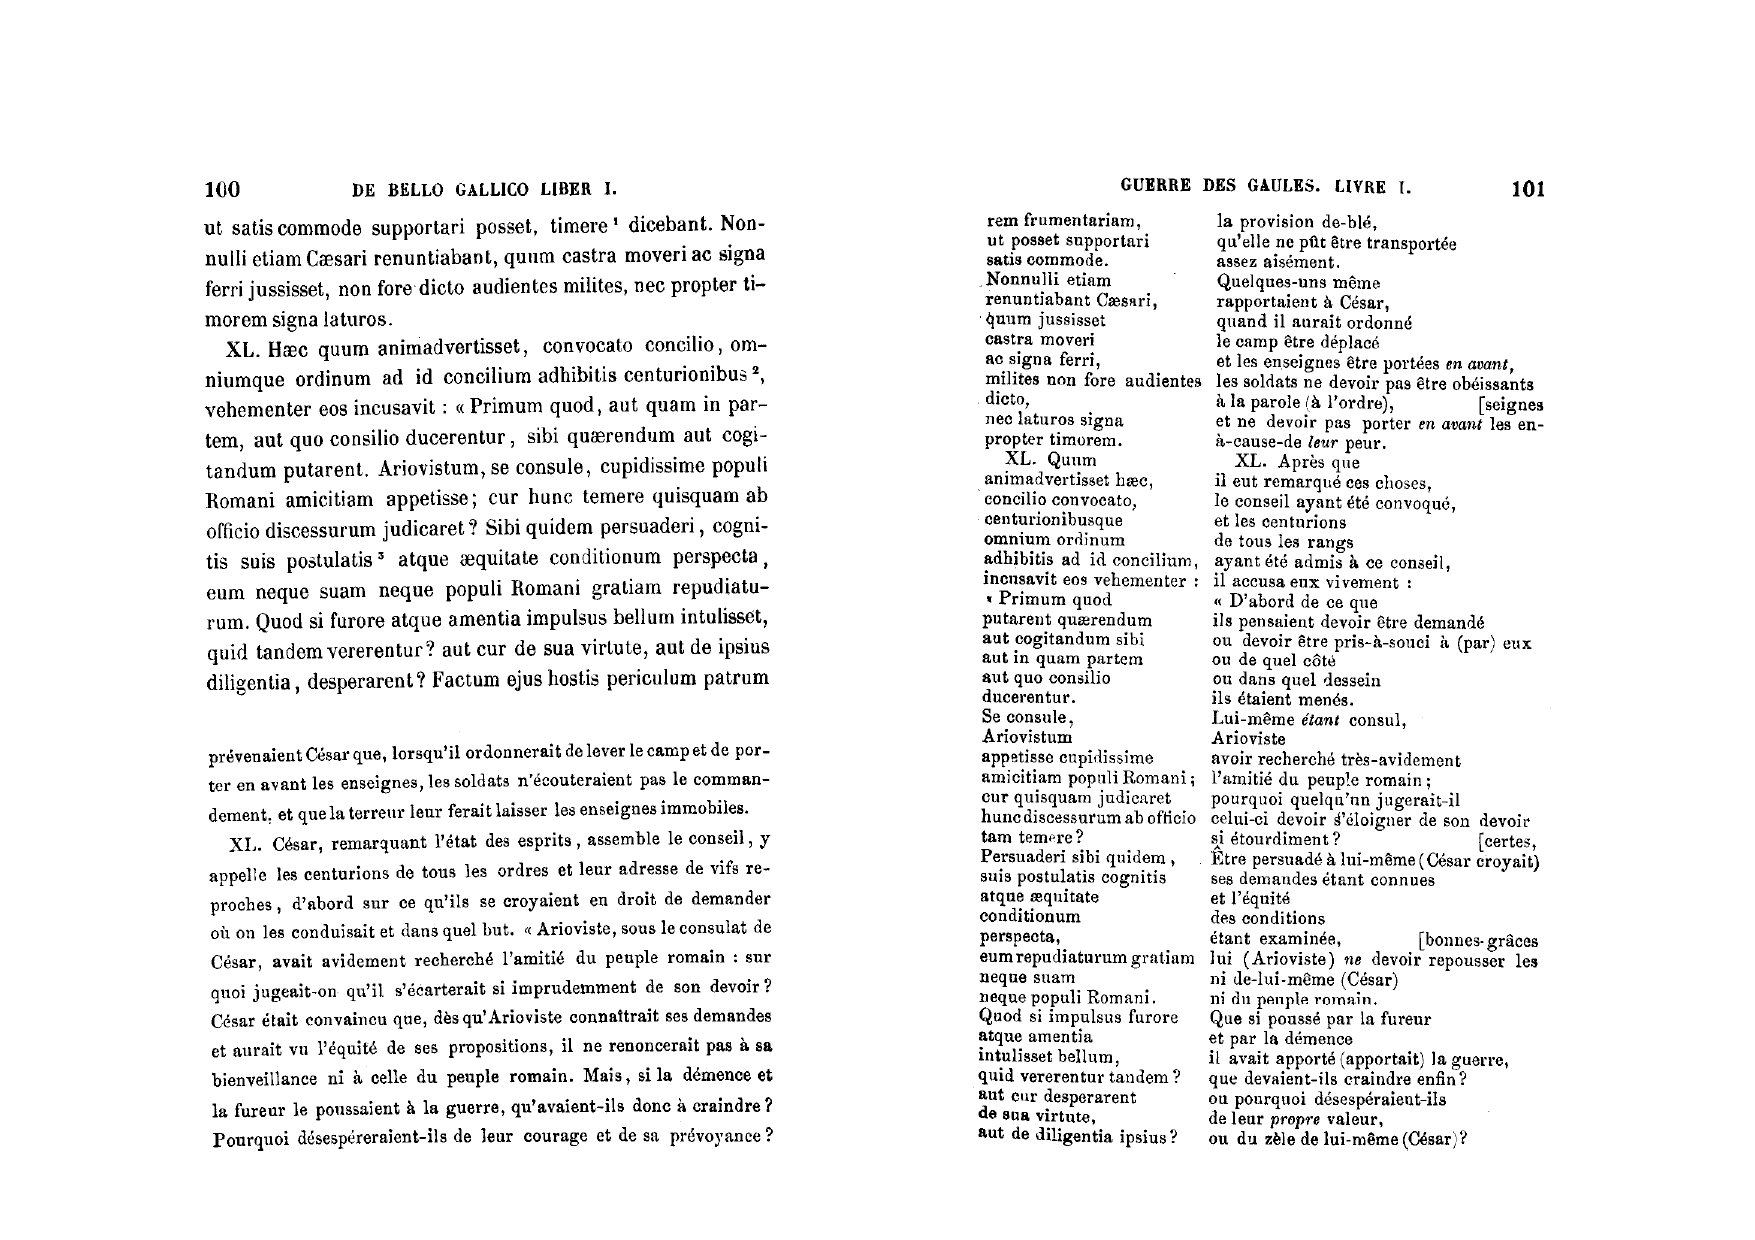 100 DE BELLO GALLICO LIBER I.
ut satis commode supportari posset, timere¹ dicebant. Non-
nulli etiam Cæsari renuntiabant, quum castra moveri ac signa
ferri jussisset, non fore dicto audientes milites, nec propter ti-
morem signa laturos.
XL. Hæc quum animadvertisset, convocato concilio, om-
niumque ordinum ad id concilium adhibitis centurionibus²,
vehementer eos incusavit : « Primum quod, aut quam in par-
tem, aut quo consilio ducerentur, sibi quærendum aut cogi-
tandum putarent. Ariovistum, se consule, cupidissime populi
Romani amicitiam appetisse; cur hunc temere quisquam ab
officio discessurum judicaret? Sibi quidem persuaderi, cogni-
tis suis postulatis³ atque æquitate conditionum perspecta,
eum neque suam neque populi Romani gratiam repudiatu-
rum. Quod si furore atque amentia impulsus bellum intulisset,
quid tandem vererentur? aut cur de sua virtute, aut de ipsius
diligentia, desperarent? Factum ejus hostis periculum patrum
prévenaient César que, lorsqu'il ordonnerait de lever le camp et de por-
ter en avant les enseignes, les soldats n'écouteraient pas le comman-
dement, et que la terreur leur ferait laisser les enseignes immobiles.
XL. César, remarquant l'état des esprits, assemble le conseil, y
appelle les centurions de tous les ordres et leur adresse de vifs re-
proches, d'abord sur ce qu'ils se croyaient en droit de demander
où on les conduisait et dans quel but. « Arioviste, sous le consulat de
César, avait avidement recherché l'amitié du peuple romain : sur
quoi jugeait-on qu'il s'écarterait si imprudemment de son devoir?
César était convaincu que, dès qu'Arioviste connaîtrait ses demandes
et aurait vu l'équité de ses propositions, il ne renoncerait pas à sa
bienveillance ni à celle du peuple romain. Mais, si la démence et
la fureur le poussaient à la guerre, qu'avaient-ils donc à craindre?
Pourquoi désespéreraient-ils de leur courage et de sa prévoyance?
GUERRE DES GAULES. LIVRE I. 101
rem frumentariam,
ut posset supportari
satis commode.
Nonnulli etiam
renuntiabant Cæsari,
quum jussisset
castra moveri
ac signa ferri,
milites non fore audientes
dicto,
nec laturos signa
propter timorem.
XL. Quum
animadvertisset hæc,
concilio convocato,
centurionibusque
omnium ordinum
adhibitis ad id concilium,
incusavit eos vehementer :
« Primum quod
putarent quærendum
aut cogitandum sibi
aut in quam partem
aut quo consilio
ducerentur.
Se consule,
Ariovistum
appetisse cupidissime
amicitiam populi Romani;
cur quisquam judicaret
hunc discessurum ab officio
tam temere?
Persuaderi sibi quidem,
suis postulatis cognitis
atque æquitate
conditionum
perspecta,
eum repudiaturum gratiam
neque suam
neque populi Romani.
Quod si impulsus furore
atque amentia
intulisset bellum,
quid vererentur tandem?
aut cur desperarent
de sua virtute,
aut de diligentia ipsius?
la provision de-blé,
qu'elle ne pût être transportée
assez aisément.
Quelques-uns même
rapportaient à César,
quand il aurait ordonné
le camp être déplacé
et les enseignes être portées en avant,
les soldats ne devoir pas être obéissants
à la parole (à l'ordre), [seignes
et ne devoir pas porter en avant les en-
à-cause-de leur peur.
XL. Après que
il eut remarqué ces choses,
le conseil ayant été convoqué,
et les centurions
de tous les rangs
ayant été admis à ce conseil,
il accusa eux vivement :
« D'abord de ce que
ils pensaient devoir être demandé
ou devoir être pris-à-souci à (par) eux
ou de quel côté
ou dans quel dessein
ils étaient menés.
Lui-même étant consul,
Arioviste
avoir recherché très-avidement
l'amitié du peuple romain;
pourquoi quelqu'un jugerait-il
celui-ci devoir s'éloigner de son devoir
si étourdiment? [certes,
Être persuadé à lui-même (César croyait)
ses demandes étant connues
et l'équité
des conditions
étant examinée, [bonnes-grâces
lui (Arioviste) ne devoir repousser les
ni de-lui-même (César)
ni du peuple romain.
Que si poussé par la fureur
et par la démence
il avait apporté (apportait) la guerre,
que devaient-ils craindre enfin?
ou pourquoi désespéraient-ils
de leur propre valeur,
ou du zèle de lui-même (César)?